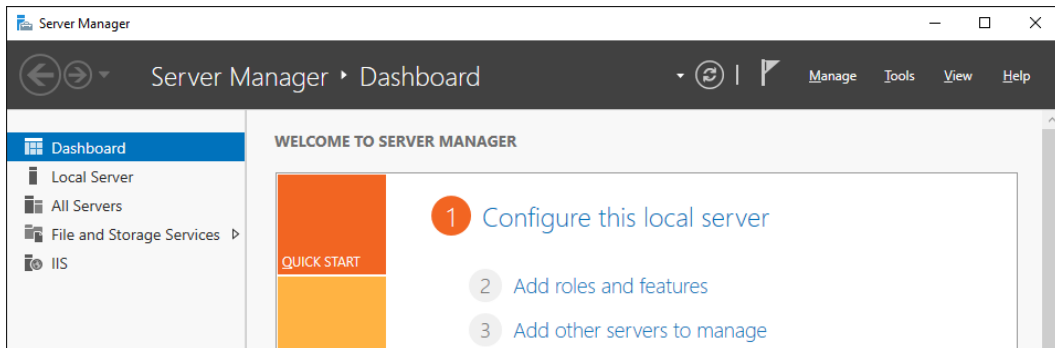 Server Manager
Server Manager ‣ Dashboard
Manage Tools View Help
Dashboard
Local Server
All Servers
File and Storage Services
IIS
WELCOME TO SERVER MANAGER
QUICK START
1 Configure this local server
2 Add roles and features
3 Add other servers to manage